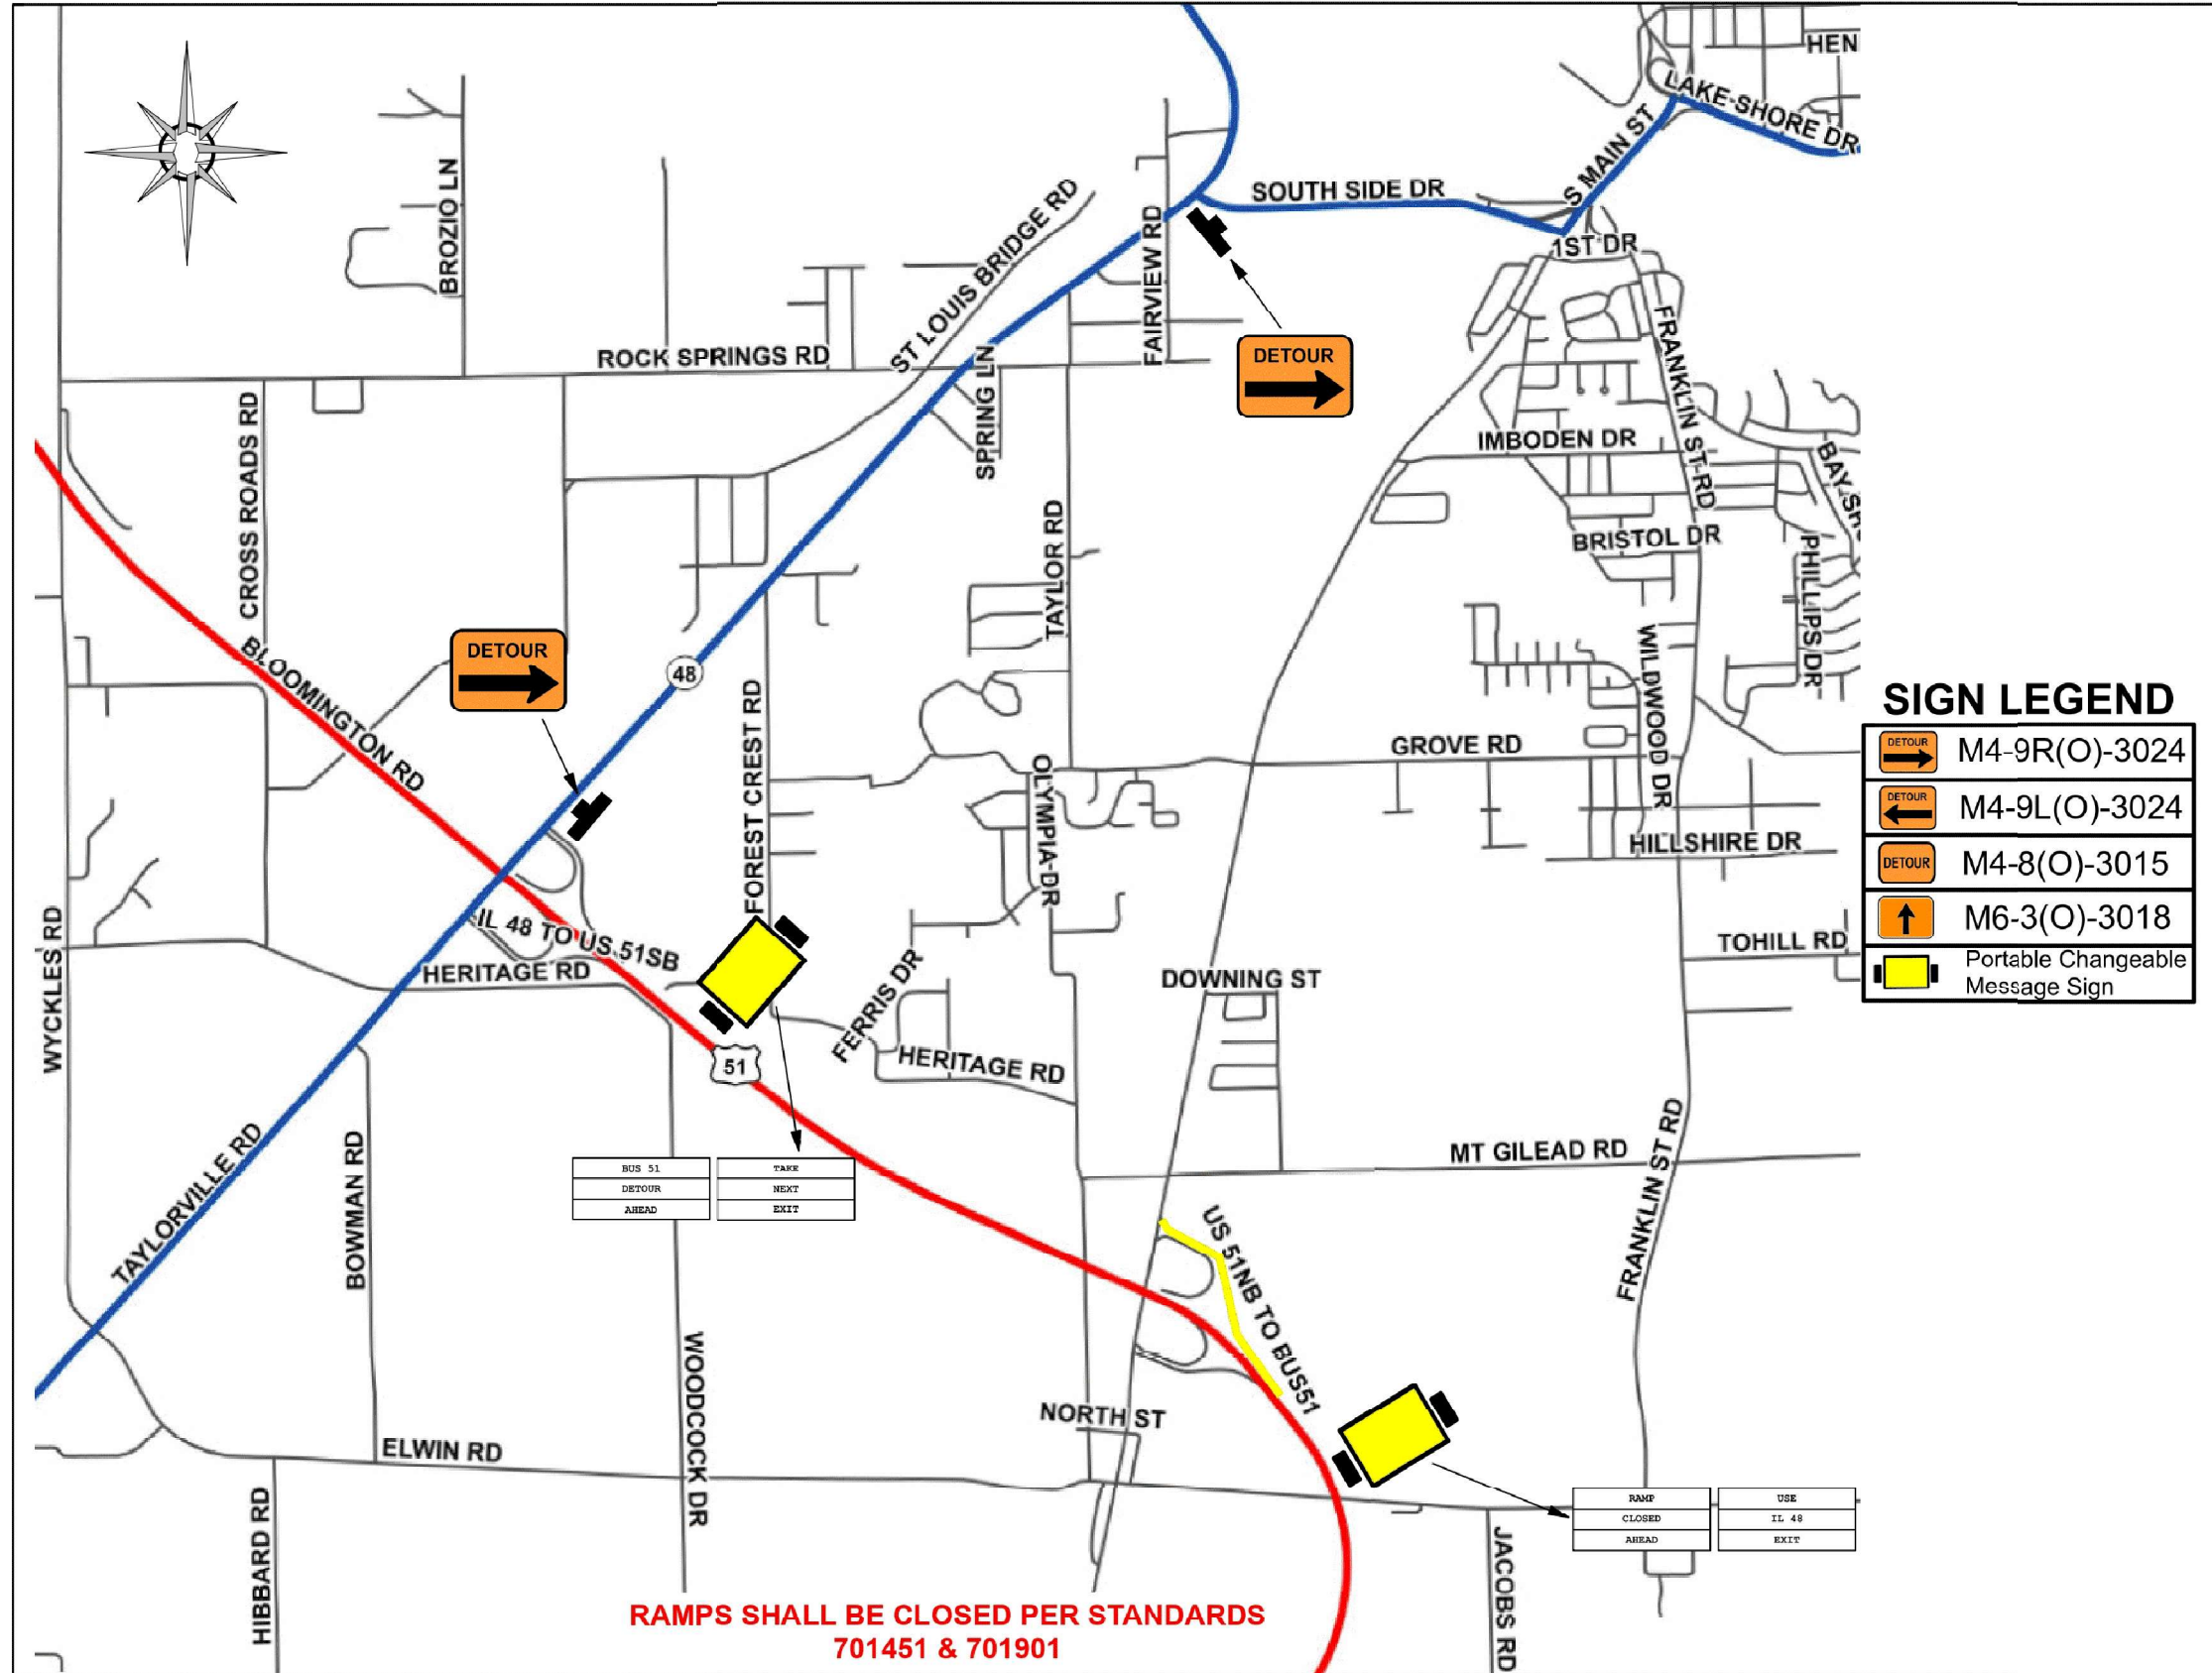 HEN
LAKE SHORE DR
S MAIN ST
SOUTH SIDE DR
1ST DR
BROZIO LN
ST LOUIS BRIDGE RD
FAIRVIEW RD
DETOUR
ROCK SPRINGS RD
SPRING LN
FRANKLIN ST RD
CROSS ROADS RD
IMBODEN DR
BAY SH
TAYLOR RD
BRISTOL DR
PHILLIPS DR
DETOUR
BLOOMINGTON RD
48
FOREST CREST RD
WILDWOOD DR
GROVE RD
OLYMPIA DR
HILLSHIRE DR
SIGN LEGEND
DETOUR M4-9R(O)-3024
DETOUR M4-9L(O)-3024
DETOUR M4-8(O)-3015
M6-3(O)-3018
Portable Changeable
Message Sign
WYCKLES RD
IL 48 TO US 51SB
HERITAGE RD
TOHILL RD
FERRIS DR
DOWNING ST
51
HERITAGE RD
TAYLORVILLE RD
BOWMAN RD
BUS 51
DETOUR
AHEAD
TAKE
NEXT
EXIT
MT GILEAD RD
FRANKLIN ST RD
US 51NB TO BUS51
WOODCOCK DR
NORTH ST
ELWIN RD
HIBBARD RD
RAMP
CLOSED
AHEAD
USE
IL 48
EXIT
JACOBS RD
RAMPS SHALL BE CLOSED PER STANDARDS
701451 & 701901